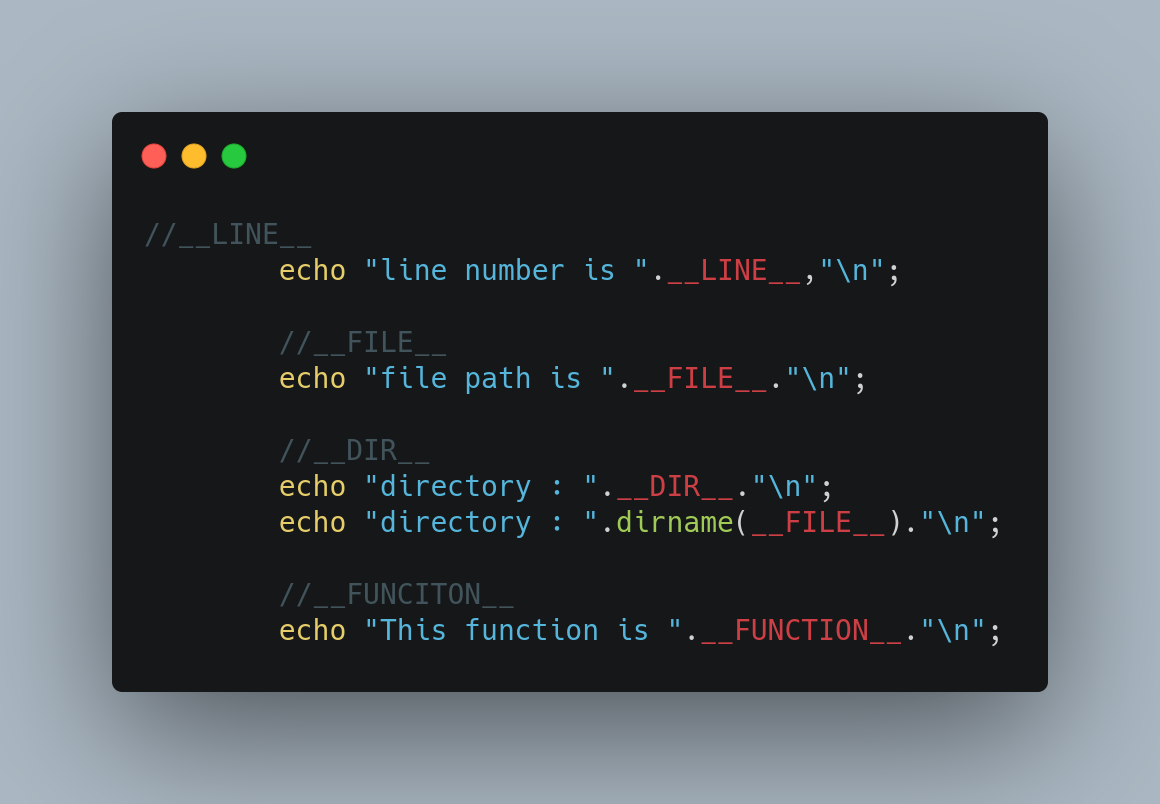 //__LINE__
echo "line number is ".__LINE__,"\n";
//__FILE__
echo "file path is ".__FILE__."\n";
//__DIR__
echo "directory : ".__DIR__."\n";
echo "directory : ".dirname(__FILE__)."\n";
//__FUNCITON__
echo "This function is ".__FUNCTION__."\n";